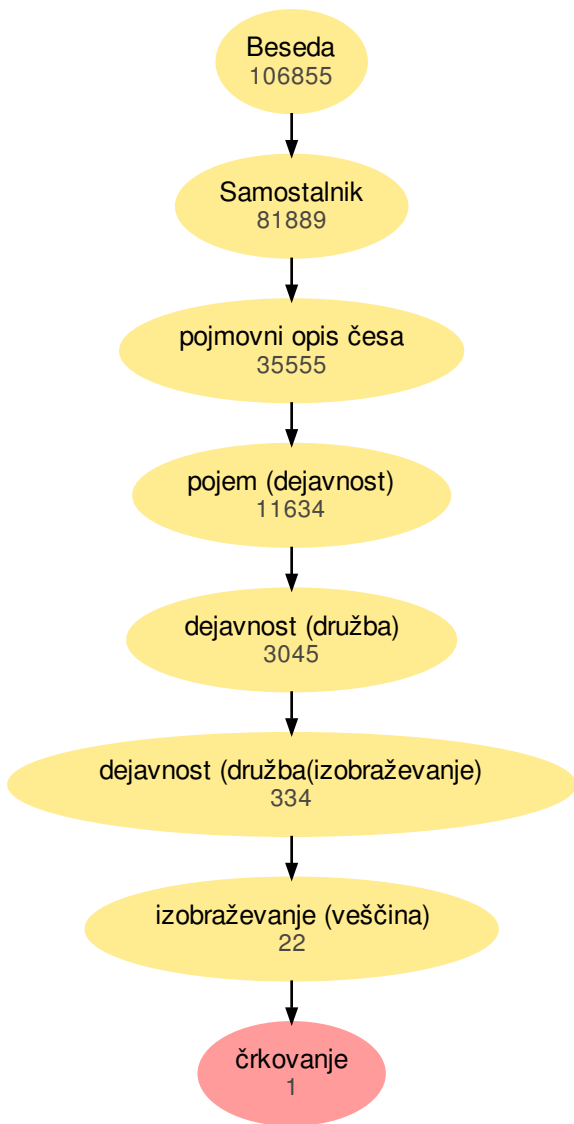 Beseda
106855
Samostalnik
81889
pojmovni opis česa
35555
pojem (dejavnost)
11634
dejavnost (družba)
3045
dejavnost (družba(izobraževanje)
334
izobraževanje (veščina)
22
črkovanje
1